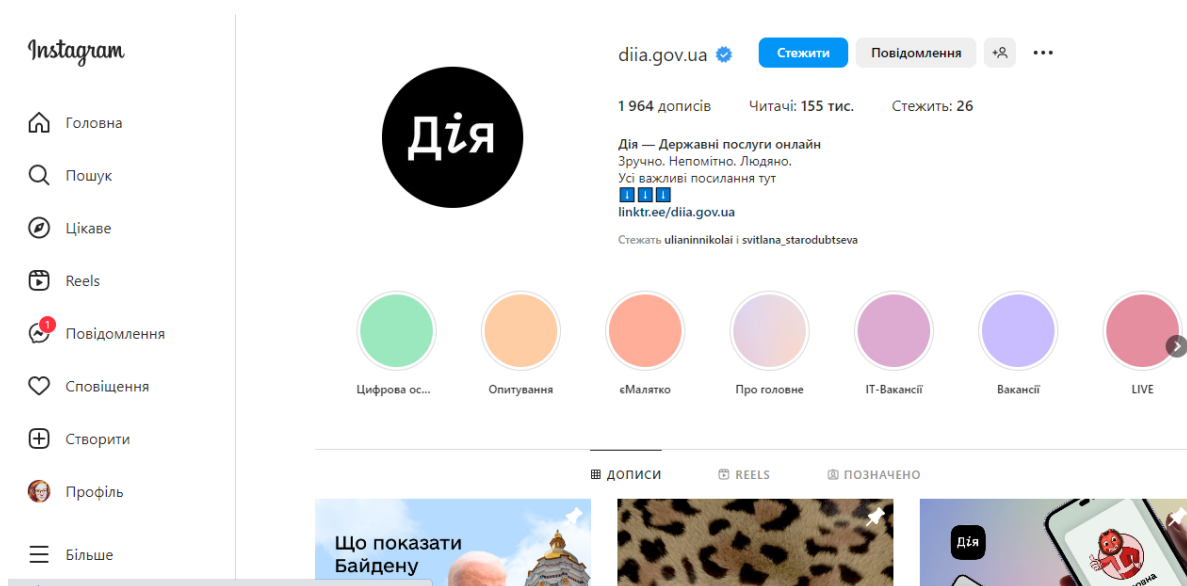 Instagram
Головна
Пошук
Цікаве
Reels
1
Повідомлення
Сповіщення
Створити
Профіль
Більше
Дія
diia.gov.ua Стежити Повідомлення
1 964 дописів Читачі: 155 тис. Стежить: 26
Дія — Державні послуги онлайн
Зручно. Непомітно. Людяно.
Усі важливі посилання тут
linktr.ee/diia.gov.ua
Стежать ulianinnikolai і svitlana_starodubtseva
Цифрова ос... Опитування єМалятко Про головне IT-Вакансії Вакансії LIVE
ДОПИСИ REELS ПОЗНАЧЕНО
Що показати
Байдену
Дія